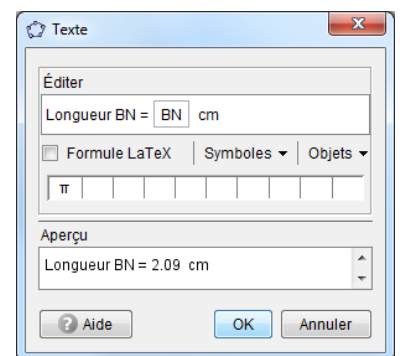 Texte
Éditer
Longueur BN = BN cm
Formule LaTeX Symboles Objets
π
Aperçu
Longueur BN = 2.09 cm
Aide OK Annuler